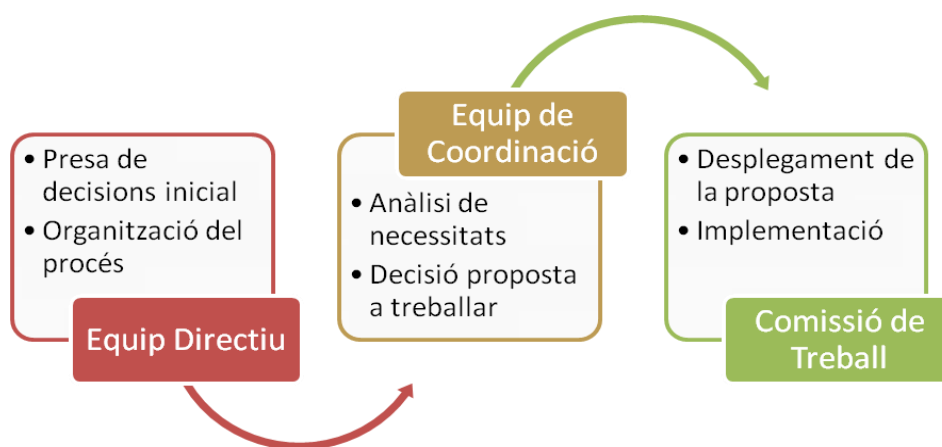 • Presa de
decisions inicial
• Organització del
procés
Equip Directiu
Equip de
Coordinació
• Anàlisi de
necessitats
• Decisió proposta
a treballar
• Desplegament de
la proposta
• Implementació
Comissió de
Treball